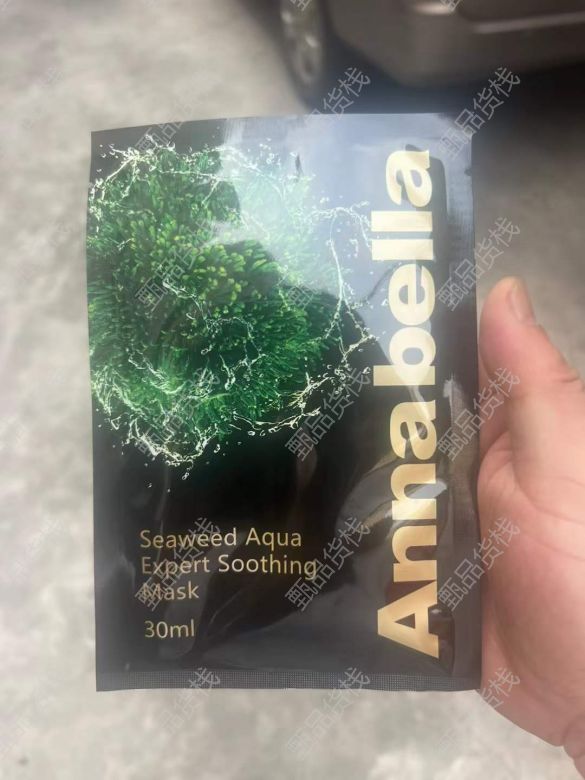 Annabella
Seaweed Aqua
Expert Soothing
Mask
30ml
甄品货栈